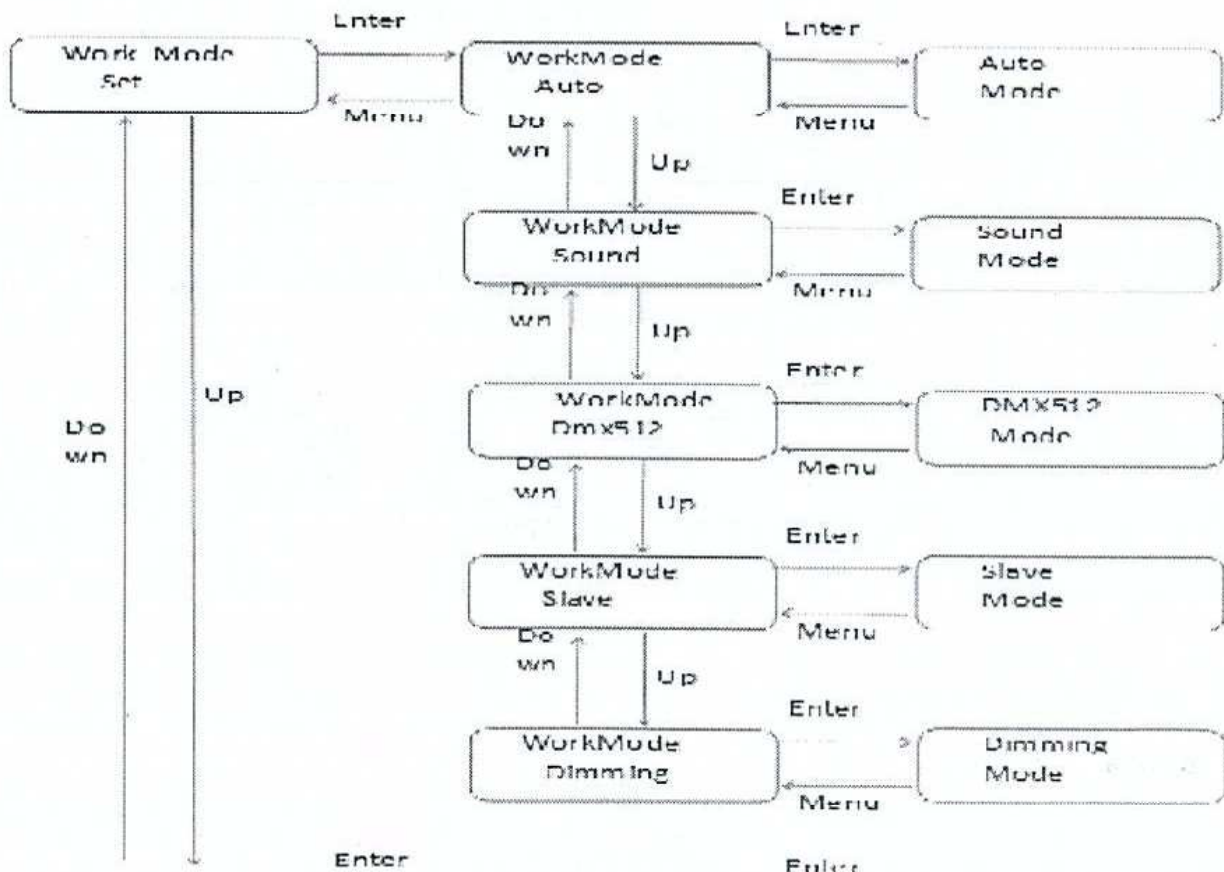 Enter
Enter
Work Mode
Set
WorkMode
Auto
Auto
Mode
Menu
Menu
Do
wn
Up
Enter
WorkMode
Sound
Sound
Mode
Menu
Do
wn
Up
Enter
Up
Do
wn
WorkMode
Dmx512
DMX512
Mode
Menu
Do
wn
Up
Enter
WorkMode
Slave
Slave
Mode
Menu
Do
wn
Up
Enter
WorkMode
Dimming
Dimming
Mode
Menu
Enter
Enter